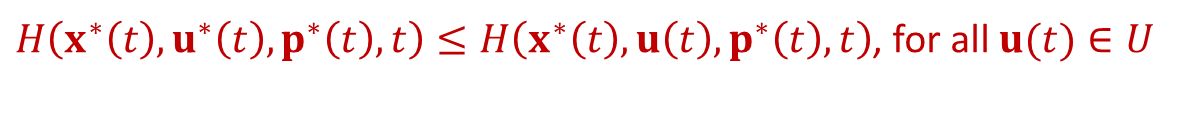 H(x*(t), u*(t), p*(t), t) ≤ H(x*(t), u(t), p*(t), t), for all u(t) ∈ U